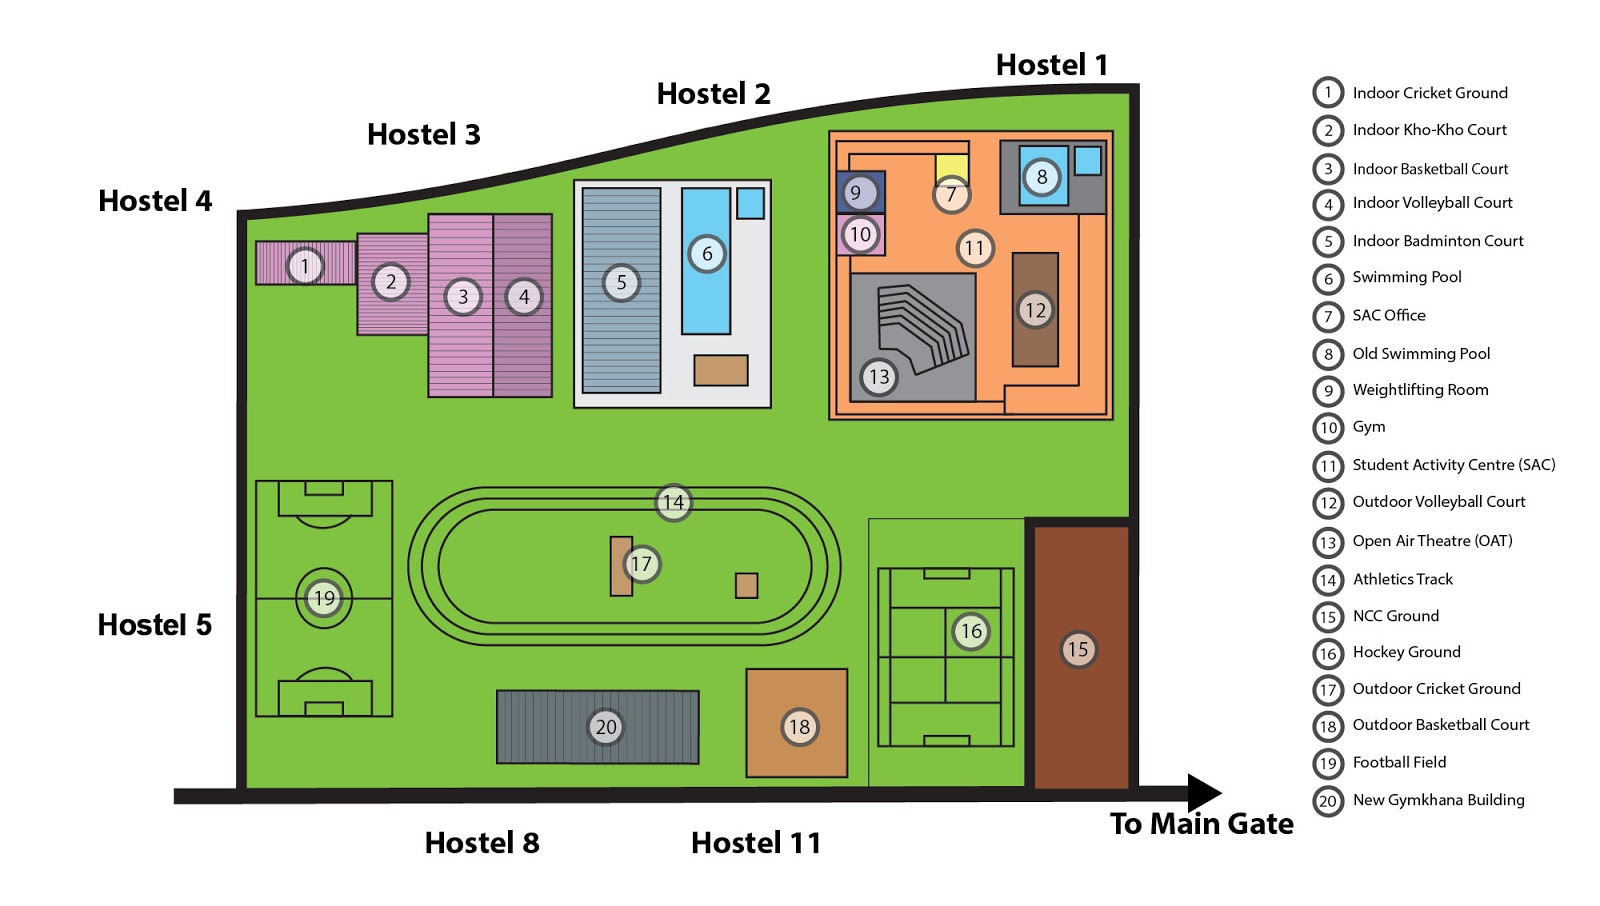 Hostel 1
Hostel 2
Hostel 3
Hostel 4
1
2
3
4
5
6
7
8
9
10
11
12
13
14
17
19
16
15
18
20
Hostel 5
Hostel 8
Hostel 11
To Main Gate
1 Indoor Cricket Ground
2 Indoor Kho-Kho Court
3 Indoor Basketball Court
4 Indoor Volleyball Court
5 Indoor Badminton Court
6 Swimming Pool
7 SAC Office
8 Old Swimming Pool
9 Weightlifting Room
10 Gym
11 Student Activity Centre (SAC)
12 Outdoor Volleyball Court
13 Open Air Theatre (OAT)
14 Athletics Track
15 NCC Ground
16 Hockey Ground
17 Outdoor Cricket Ground
18 Outdoor Basketball Court
19 Football Field
20 New Gymkhana Building